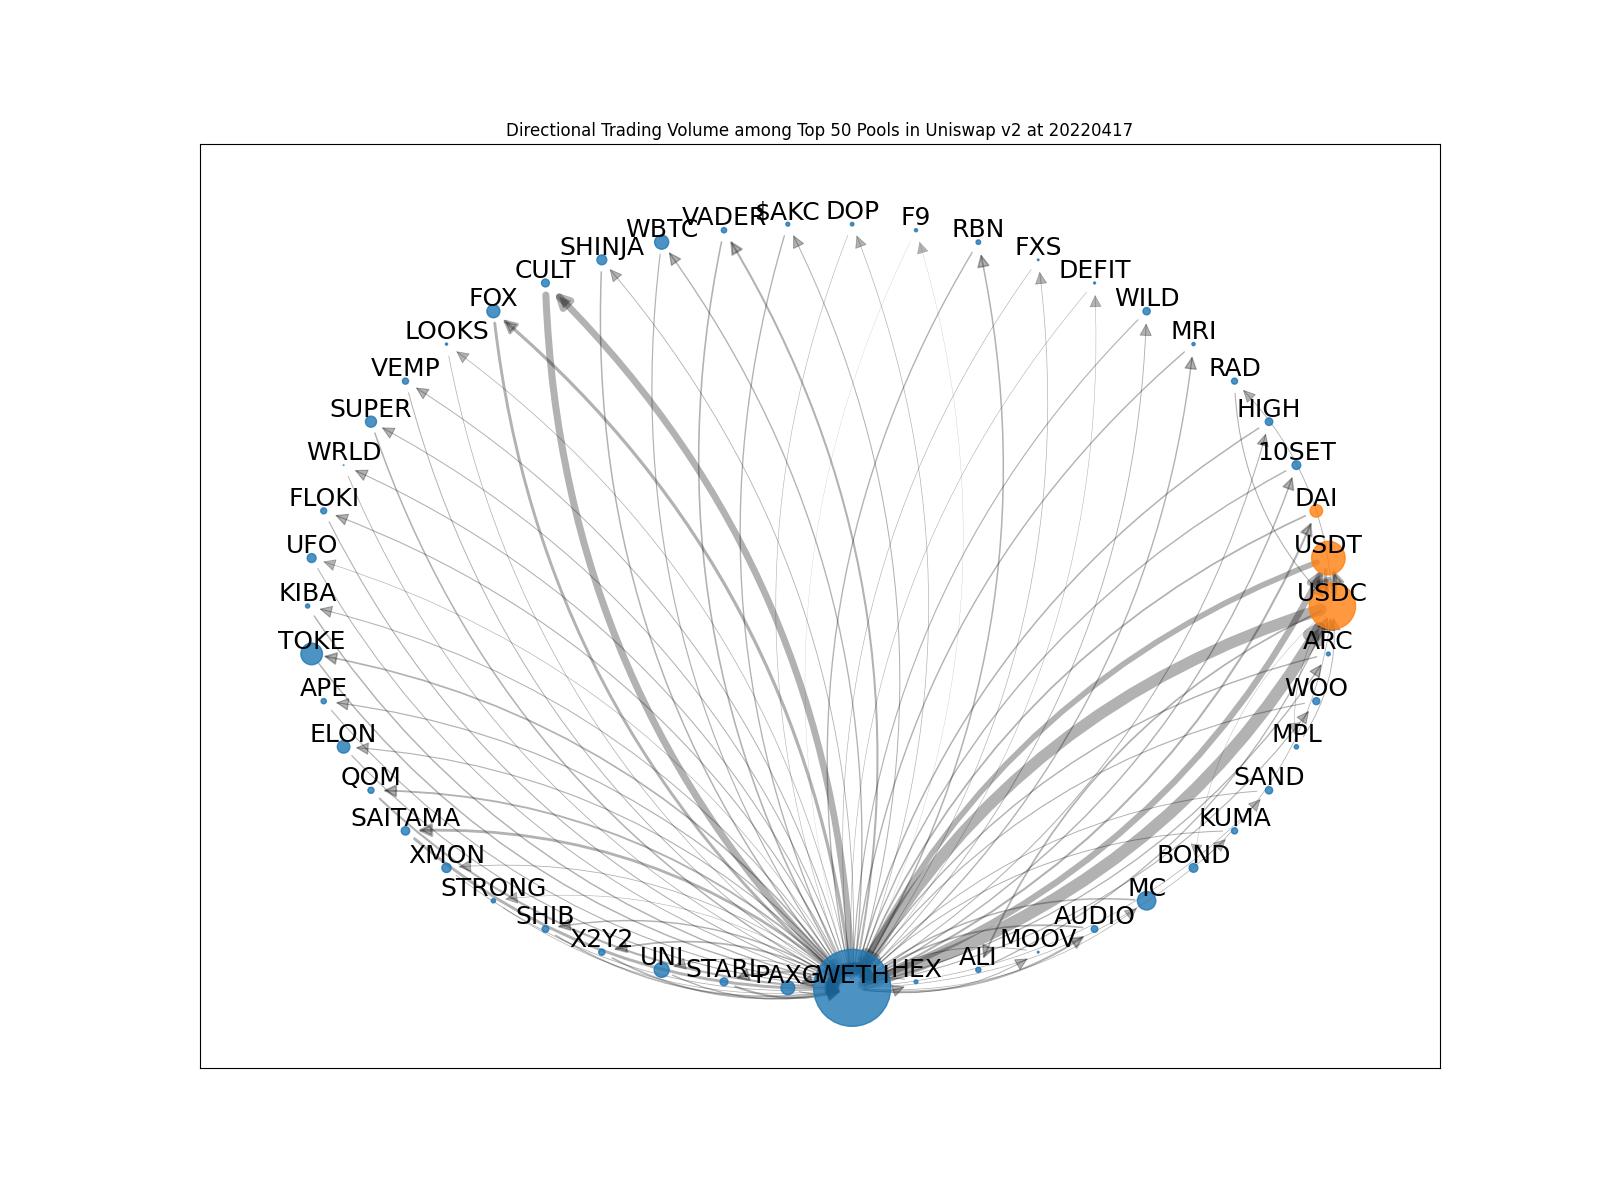 Directional Trading Volume among Top 50 Pools in Uniswap v2 at 20220417
VADER $AKC DOP F9
WBTC RBN
SHINJA FXS
CULT DEFIT
FOX WILD
LOOKS MRI
VEMP RAD
SUPER HIGH
WRLD 10SET
FLOKI DAI
UFO USDT
KIBA USDC
TOKE ARC
APE WOO
ELON MPL
QOM SAND
SAITAMA KUMA
XMON BOND
STRONG MC
SHIB AUDIO
X2Y2 MOOV
UNI ALI
STARL PAXG WETH HEX